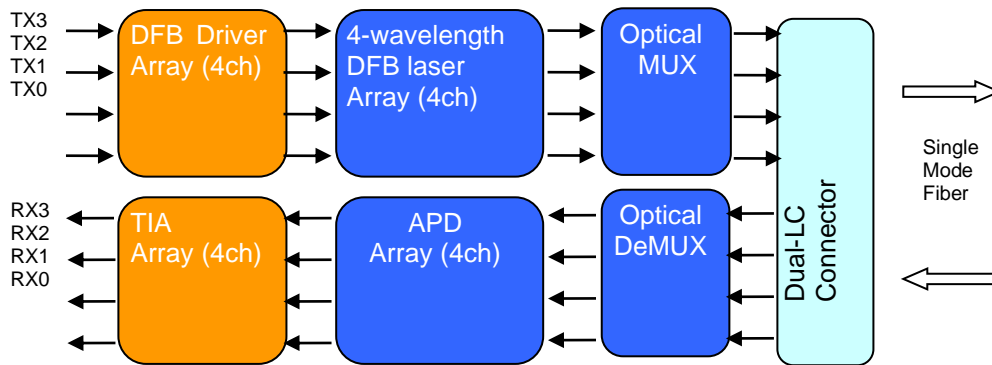 TX3
TX2
TX1
TX0
DFB Driver
Array (4ch)
4-wavelength
DFB laser
Array (4ch)
Optical
MUX
Single
Mode
Fiber
Dual-LC
Connector
RX3
RX2
RX1
RX0
TIA
Array (4ch)
APD
Array (4ch)
Optical
DeMUX